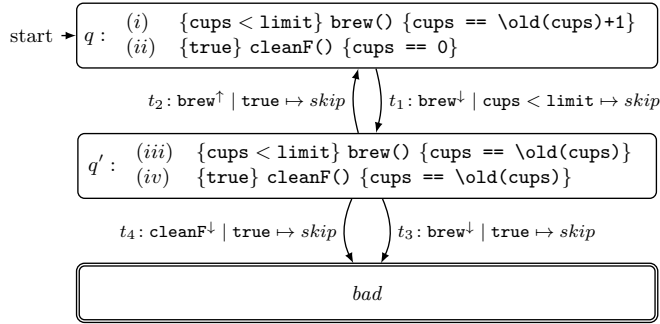 (i) {cups < limit} brew() {cups == \old(cups)+1}
start q : (ii) {true} cleanF() {cups == 0}
t₂: brew↑ | true ↦ skip t₁: brew↓ | cups < limit ↦ skip
(iii) {cups < limit} brew() {cups == \old(cups)}
q′ : (iv) {true} cleanF() {cups == \old(cups)}
t₄: cleanF↓ | true ↦ skip t₃: brew↓ | true ↦ skip
bad